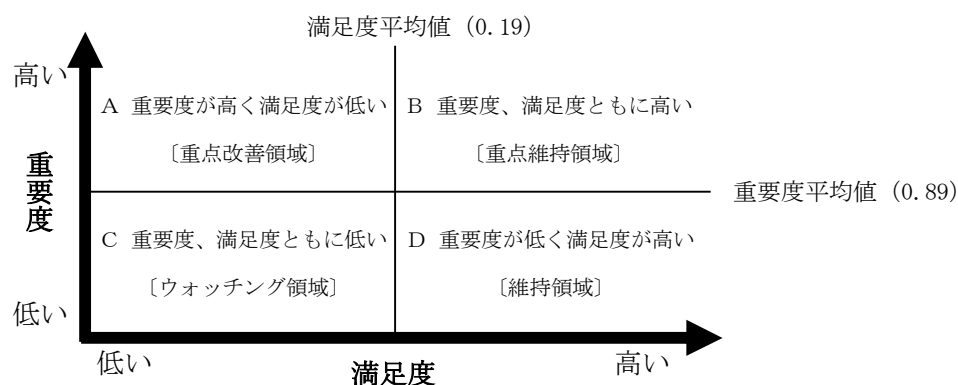 満足度平均値（0.19）
高い
A 重要度が高く満足度が低い
〔重点改善領域〕
B 重要度、満足度ともに高い
〔重点維持領域〕
重要度
重要度平均値（0.89）
C 重要度、満足度ともに低い
〔ウォッチング領域〕
D 重要度が低く満足度が高い
〔維持領域〕
低い
低い
満足度
高い